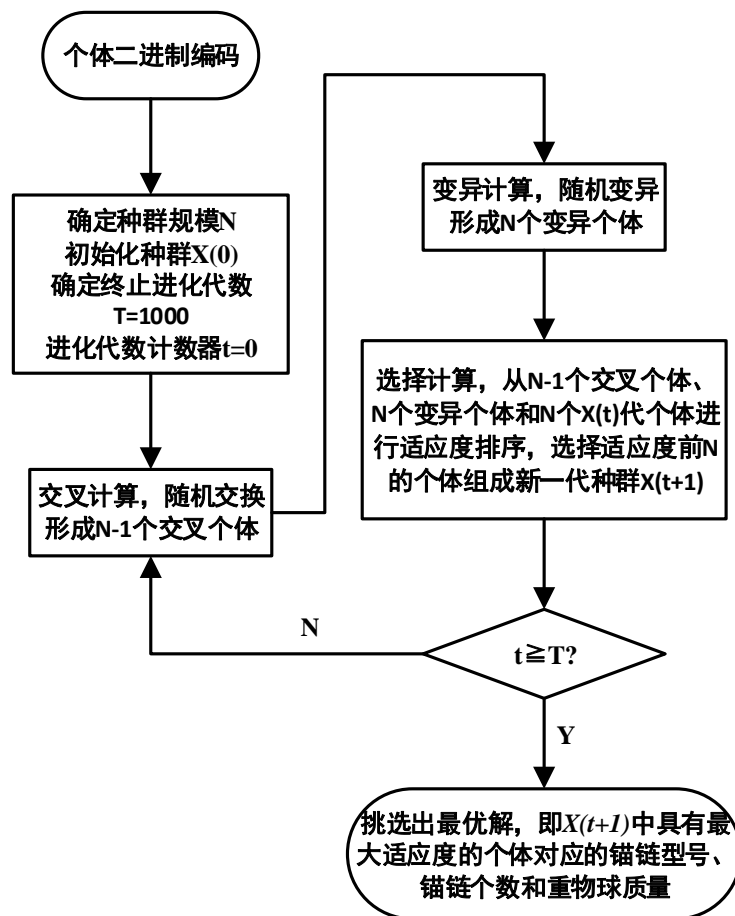 个体二进制编码
确定种群规模N
初始化种群X(0)
确定终止进化代数
T=1000
进化代数计数器t=0
交叉计算，随机交换
形成N-1个交叉个体
变异计算，随机变异
形成N个变异个体
选择计算，从N-1个交叉个体、
N个变异个体和N个X(t)代个体进
行适应度排序，选择适应度前N
的个体组成新一代种群X(t+1)
t≧T?
N
Y
挑选出最优解，即X(t+1)中具有最
大适应度的个体对应的锚链型号、
锚链个数和重物球质量